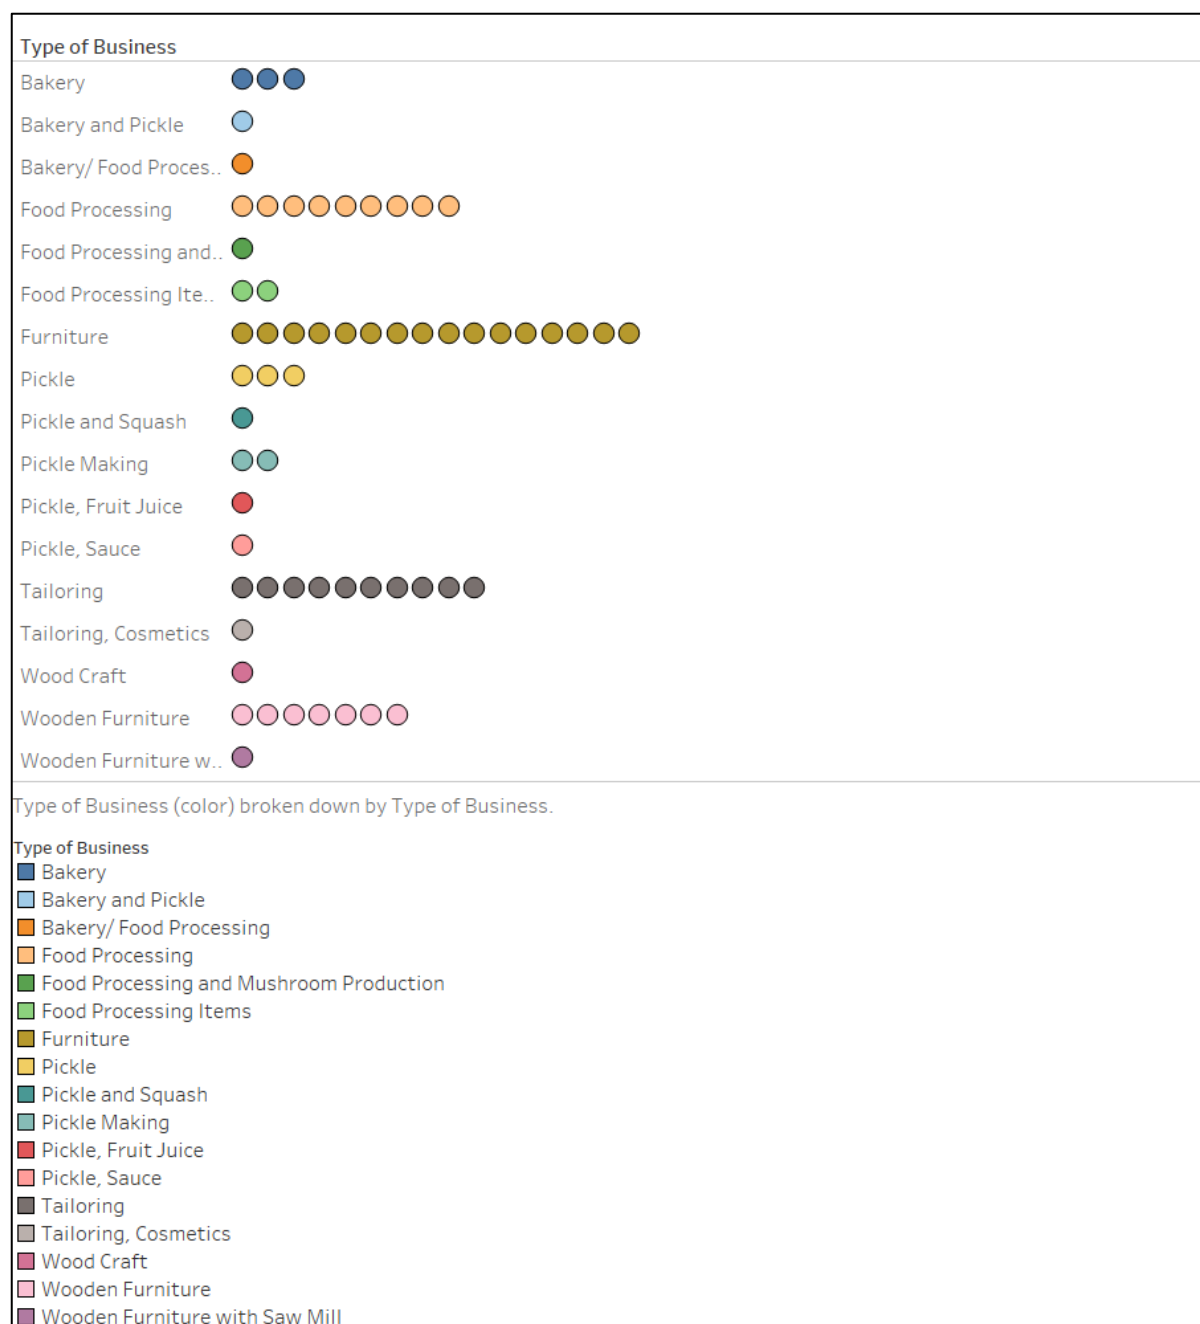 Type of Business
Bakery
Bakery and Pickle
Bakery/ Food Proces..
Food Processing
Food Processing and..
Food Processing Ite..
Furniture
Pickle
Pickle and Squash
Pickle Making
Pickle, Fruit Juice
Pickle, Sauce
Tailoring
Tailoring, Cosmetics
Wood Craft
Wooden Furniture
Wooden Furniture w..
Type of Business (color) broken down by Type of Business.
Type of Business
Bakery
Bakery and Pickle
Bakery/ Food Processing
Food Processing
Food Processing and Mushroom Production
Food Processing Items
Furniture
Pickle
Pickle and Squash
Pickle Making
Pickle, Fruit Juice
Pickle, Sauce
Tailoring
Tailoring, Cosmetics
Wood Craft
Wooden Furniture
Wooden Furniture with Saw Mill